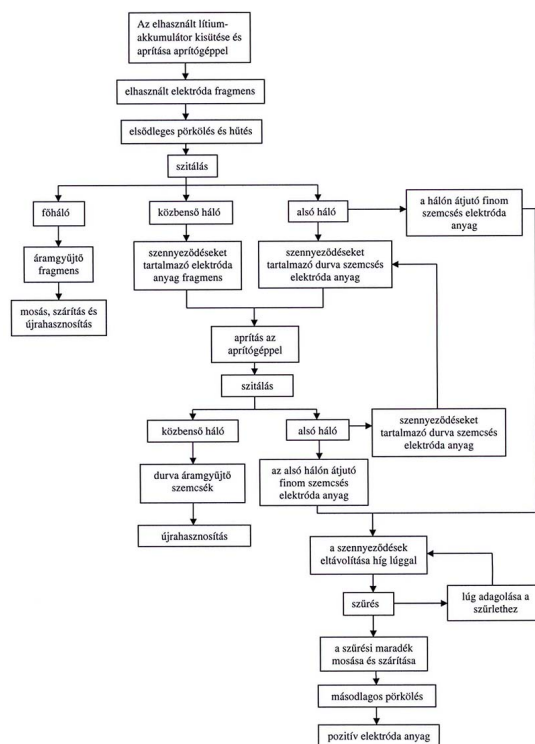 Az elhasznált lítium-
akkumulátor kisütése és
aprítása aprítógéppel
elhasznált elektróda fragmens
elsődleges pörkölés és hűtés
szitálás
főháló
közbenső háló
alsó háló
a hálón átjutó finom
szemcsés elektróda
anyag
áramgyűjtő
fragmens
szennyeződéseket
tartalmazó elektróda
anyag fragmens
szennyeződéseket
tartalmazó durva szemcsés
elektróda anyag
mosás, szárítás és
újrahasznosítás
aprítás az
aprítógéppel
szitálás
közbenső háló
alsó háló
szennyeződéseket
tartalmazó durva szemcsés
elektróda anyag
durva áramgyűjtő
szemcsék
az alsó hálón átjutó
finom szemcsés
elektróda anyag
újrahasznosítás
a szennyeződések
eltávolítása híg lúggal
szűrés
lúg adagolása a
szűrlethez
a szűrési maradék
mosása és szárítása
másodlagos pörkölés
pozitív elektróda anyag